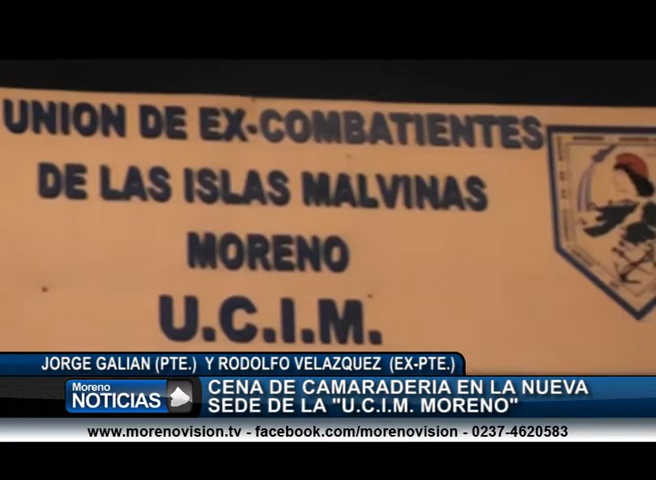 UNION DE EX-COMBATIENTES
DE LAS ISLAS MALVINAS
MORENO
U.C.I.M.
JORGE GALIAN (PTE.) Y RODOLFO VELAZQUEZ (EX-PTE.)
Moreno
NOTICIAS
CENA DE CAMARADERIA EN LA NUEVA
SEDE DE LA "U.C.I.M. MORENO"
www.morenovision.tv - facebook.com/morenovision - 0237-4620583